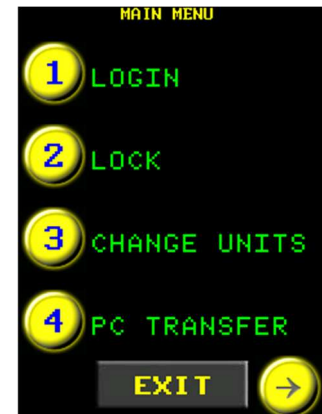 MAIN MENU
1 LOGIN
2 LOCK
3 CHANGE UNITS
4 PC TRANSFER
EXIT →